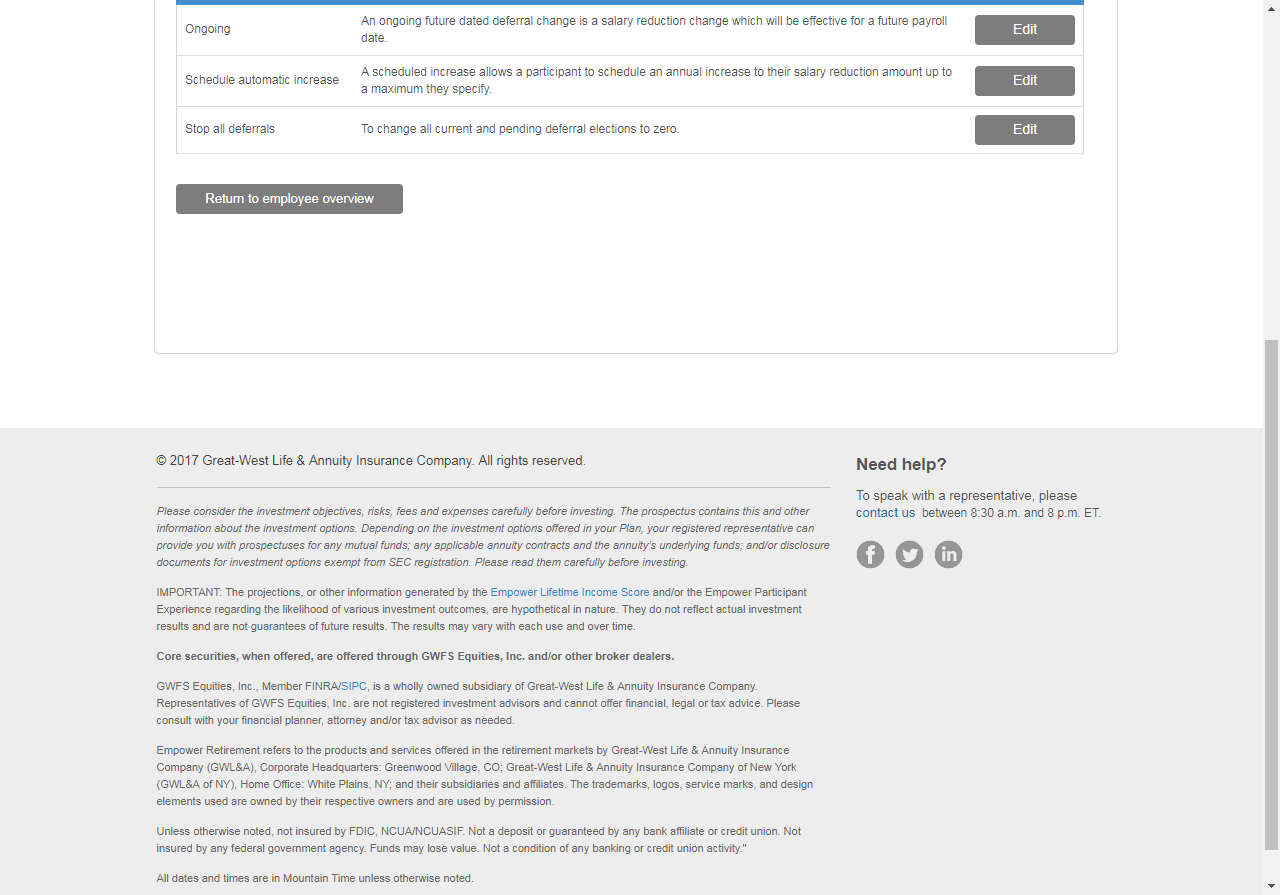 Ongoing
An ongoing future dated deferral change is a salary reduction change which will be effective for a future payroll
date.
Edit
Schedule automatic increase
A scheduled increase allows a participant to schedule an annual increase to their salary reduction amount up to
a maximum they specify.
Edit
Stop all deferrals
To change all current and pending deferral elections to zero.
Edit
Return to employee overview
© 2017 Great-West Life & Annuity Insurance Company. All rights reserved.
Please consider the investment objectives, risks, fees and expenses carefully before investing. The prospectus contains this and other
information about the investment options. Depending on the investment options offered in your Plan, your registered representative can
provide you with prospectuses for any mutual funds; any applicable annuity contracts and the annuity's underlying funds; and/or disclosure
documents for investment options exempt from SEC registration. Please read them carefully before investing.
IMPORTANT: The projections, or other information generated by the Empower Lifetime Income Score and/or the Empower Participant
Experience regarding the likelihood of various investment outcomes, are hypothetical in nature. They do not reflect actual investment
results and are not guarantees of future results. The results may vary with each use and over time.
Core securities, when offered, are offered through GWFS Equities, Inc. and/or other broker dealers.
GWFS Equities, Inc., Member FINRA/SIPC, is a wholly owned subsidiary of Great-West Life & Annuity Insurance Company.
Representatives of GWFS Equities, Inc. are not registered investment advisors and cannot offer financial, legal or tax advice. Please
consult with your financial planner, attorney and/or tax advisor as needed.
Empower Retirement refers to the products and services offered in the retirement markets by Great-West Life & Annuity Insurance
Company (GWL&A), Corporate Headquarters: Greenwood Village, CO; Great-West Life & Annuity Insurance Company of New York
(GWL&A of NY), Home Office: White Plains, NY; and their subsidiaries and affiliates. The trademarks, logos, service marks, and design
elements used are owned by their respective owners and are used by permission.
Unless otherwise noted, not insured by FDIC, NCUA/NCUASIF. Not a deposit or guaranteed by any bank affiliate or credit union. Not
insured by any federal government agency. Funds may lose value. Not a condition of any banking or credit union activity."
All dates and times are in Mountain Time unless otherwise noted.
Need help?
To speak with a representative, please
contact us between 8:30 a.m. and 8 p.m. ET.
f
in